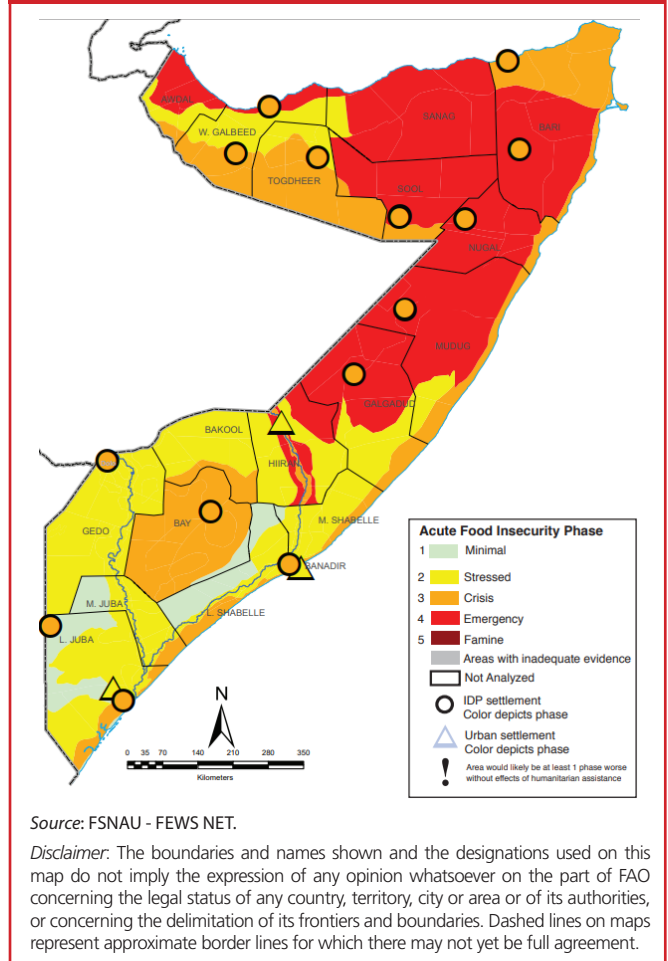 AWDAL
SANAG
BARI
W. GALBEED
TOGDHEER
SOOL
NUGAL
MUDUG
GALGADUD
BAKOOL
HIIRAN
GEDO
BAY
M. SHABELLE
BANADIR
M. JUBA
L. SHABELLE
L. JUBA
N
0 35 70 140 210 280 350
Kilometers
Acute Food Insecurity Phase
1 Minimal
2 Stressed
3 Crisis
4 Emergency
5 Famine
Areas with inadequate evidence
Not Analyzed
IDP settlement
Color depicts phase
Urban settlement
Color depicts phase
! Area would likely be at least 1 phase worse
without effects of humanitarian assistance
Source: FSNAU - FEWS NET.
Disclaimer: The boundaries and names shown and the designations used on this
map do not imply the expression of any opinion whatsoever on the part of FAO
concerning the legal status of any country, territory, city or area or of its authorities,
or concerning the delimitation of its frontiers and boundaries. Dashed lines on maps
represent approximate border lines for which there may not yet be full agreement.